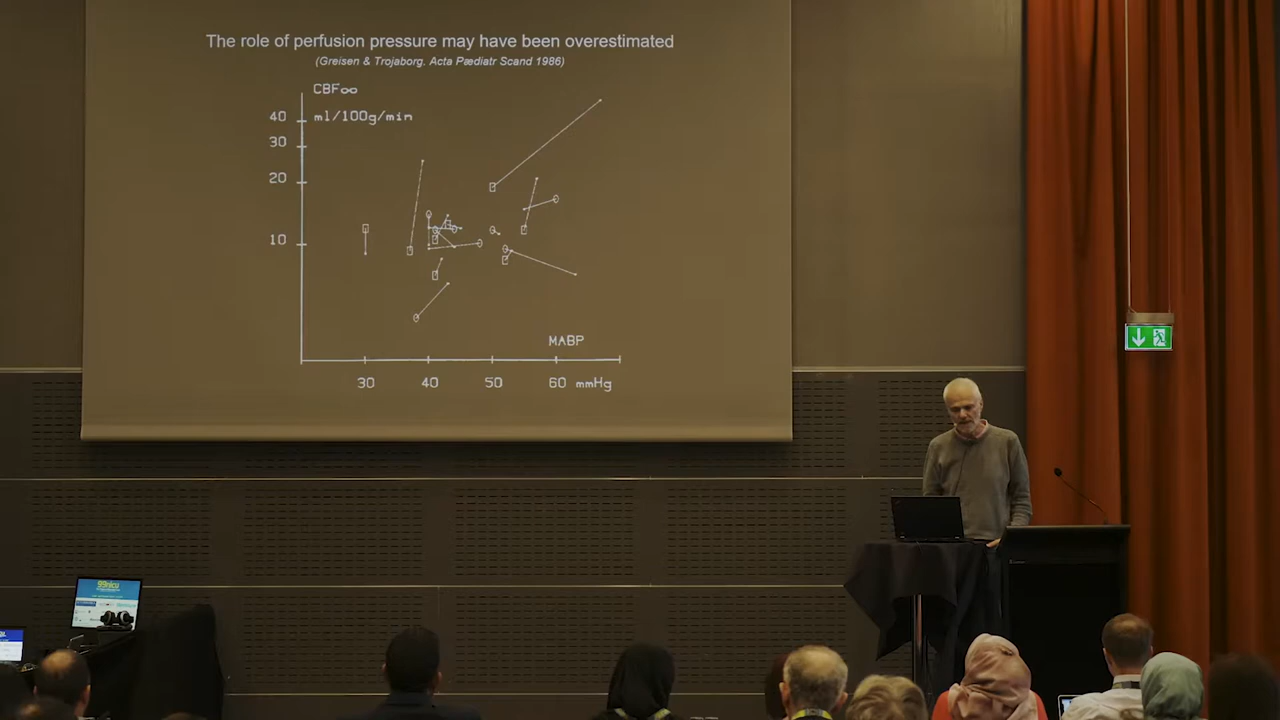 The role of perfusion pressure may have been overestimated
(Greisen & Trojaborg. Acta Pædiatr Scand 1986)
CBF∞
ml/100g/min
40
30
20
10
MABP
30 40 50 60 mmHg
99nicu